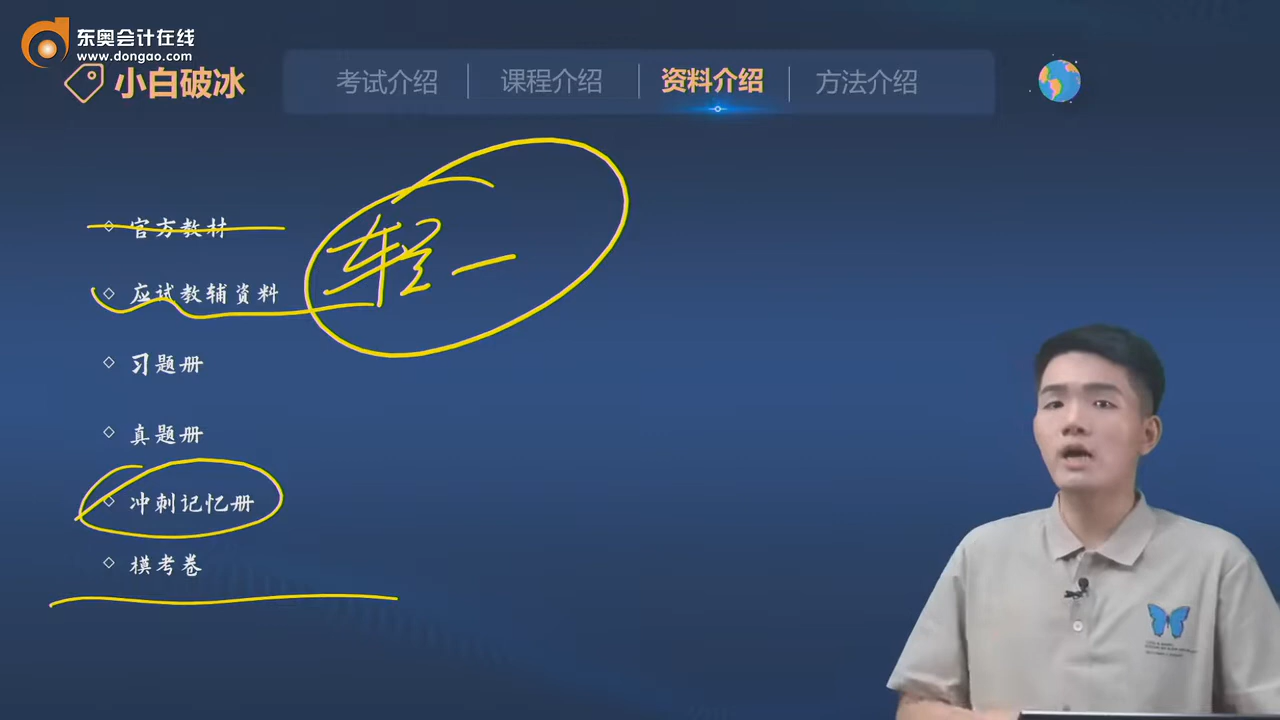 东奥会计在线
www.dongao.com
小白破冰
考试介绍
课程介绍
资料介绍
方法介绍
官方教材
轻一
应试教辅资料
习题册
真题册
冲刺记忆册
模考卷